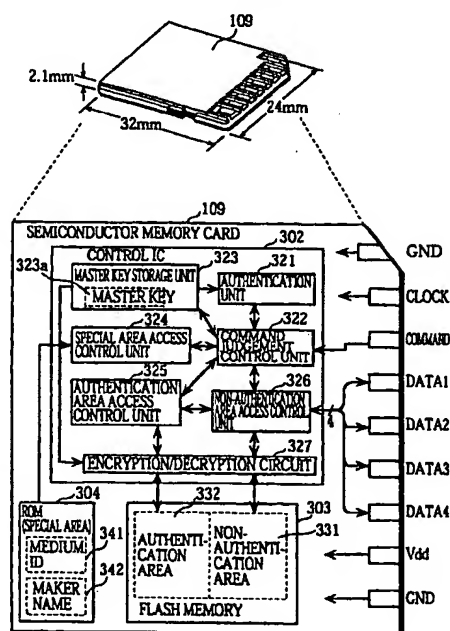 109
2.1mm
32mm
24mm
109
SEMICONDUCTOR MEMORY CARD
302
CONTROL IC
323a
323
MASTER KEY STORAGE UNIT
MASTER KEY
321
AUTHENTICATION
UNIT
324
SPECIAL AREA ACCESS
CONTROL UNIT
322
COMMAND
JUDGEMENT
CONTROL UNIT
325
AUTHENTICATION
AREA ACCESS
CONTROL UNIT
326
NON-AUTHENTICATION
AREA ACCESS CONTROL
UNIT
4
327
ENCRYPTION/DECRYPTION CIRCUIT
304
ROM
(SPECIAL AREA)
341
MEDIUM
ID
342
MAKER
NAME
332
303
AUTHENTI-
CATION
AREA
NON-
AUTHENTI-
CATION
AREA
331
FLASH MEMORY
GND
CLOCK
COMMAND
DATA1
DATA2
DATA3
DATA4
Vdd
GND